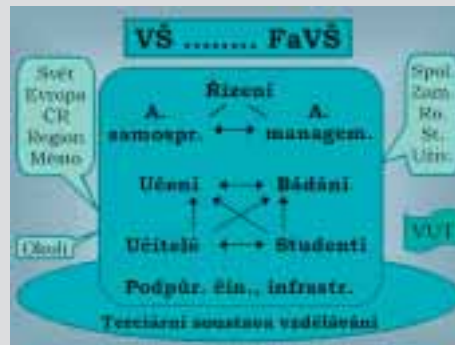 VŠ ........ FaVŠ
Svět
Evropa
ČR
Region
Město
Řízení
A.
samospr.
A.
managem.
Spol.
Zam.
Ro.
St.
Učení
Bádání
Okolí
Učitelé
Studenti
VUT
Podpůr. čin., infrastr.
Terciární soustava vzdělávání